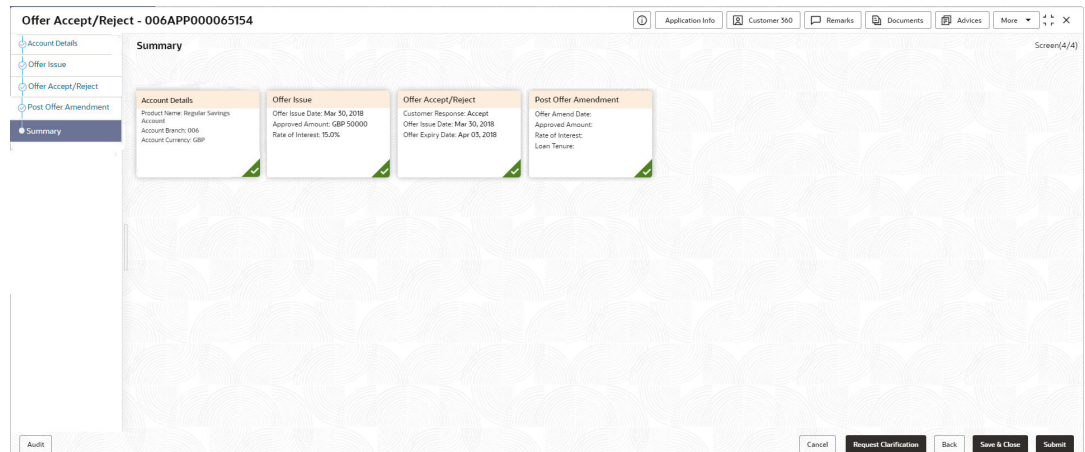 Offer Accept/Reject - 006APP000065154
Application Info
Customer 360
Remarks
Documents
Advices
More
Account Details
Offer Issue
Offer Accept/Reject
Post Offer Amendment
Summary
Summary
Screen(4/4)
Account Details
Product Name: Regular Savings
Account
Account Branch: 006
Account Currency: GBP
Offer Issue
Offer Issue Date: Mar 30, 2018
Approved Amount: GBP 50000
Rate of Interest: 15.0%
Offer Accept/Reject
Customer Response: Accept
Offer Issue Date: Mar 30, 2018
Offer Expiry Date: Apr 03, 2018
Post Offer Amendment
Offer Amend Date:
Approved Amount:
Rate of Interest:
Loan Tenure:
Audit
Cancel
Request Clarification
Back
Save & Close
Submit